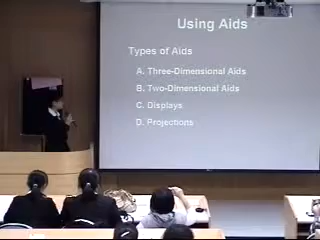 Using Aids
Types of Aids
A. Three-Dimensional Aids
B. Two-Dimensional Aids
C. Displays
D. Projections